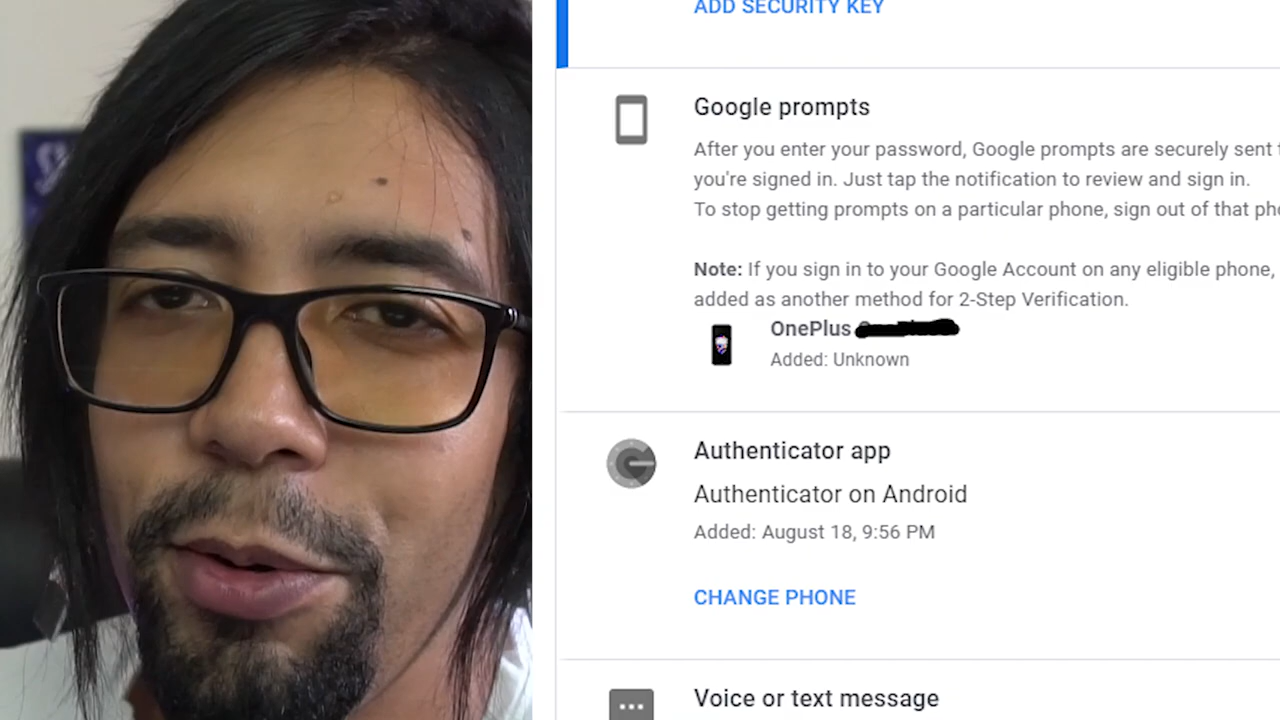 ADD SECURITY KEY
Google prompts
After you enter your password, Google prompts are securely sent
you're signed in. Just tap the notification to review and sign in.
To stop getting prompts on a particular phone, sign out of that
Note: If you sign in to your Google Account on any eligible phone,
added as another method for 2-Step Verification.
OnePlus
Added: Unknown
Authenticator app
Authenticator on Android
Added: August 18, 9:56 PM
CHANGE PHONE
Voice or text message